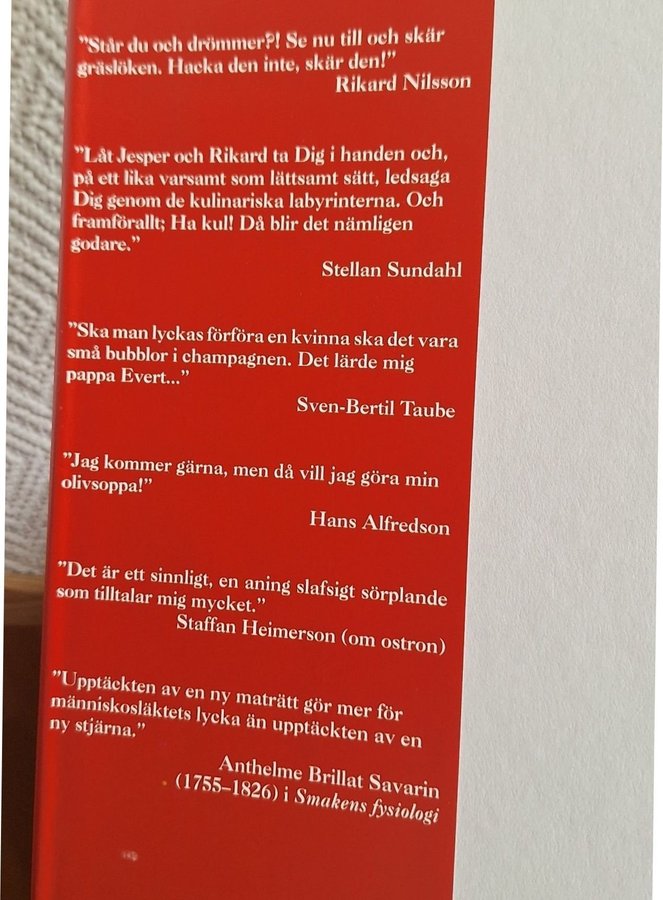 ”Står du och drömmer?! Se nu till och skär
gräslöken. Hacka den inte, skär den!”
Rikard Nilsson
”Låt Jesper och Rikard ta Dig i handen och,
på ett lika varsamt som lättsamt sätt, ledsaga
Dig genom de kulinariska labyrinterna. Och
framförallt; Ha kul! Då blir det nämligen
godare.”
Stellan Sundahl
”Ska man lyckas förföra en kvinna ska det vara
små bubblor i champagnen. Det lärde mig
pappa Evert...”
Sven-Bertil Taube
”Jag kommer gärna, men då vill jag göra min
olivsoppa!”
Hans Alfredson
”Det är ett sinnligt, en aning slafsigt sörplande
som tilltalar mig mycket.”
Staffan Heimerson (om ostron)
”Upptäckten av en ny maträtt gör mer för
människosläktets lycka än upptäckten av en
ny stjärna.”
Anthelme Brillat Savarin
(1755–1826) i Smakens fysiologi